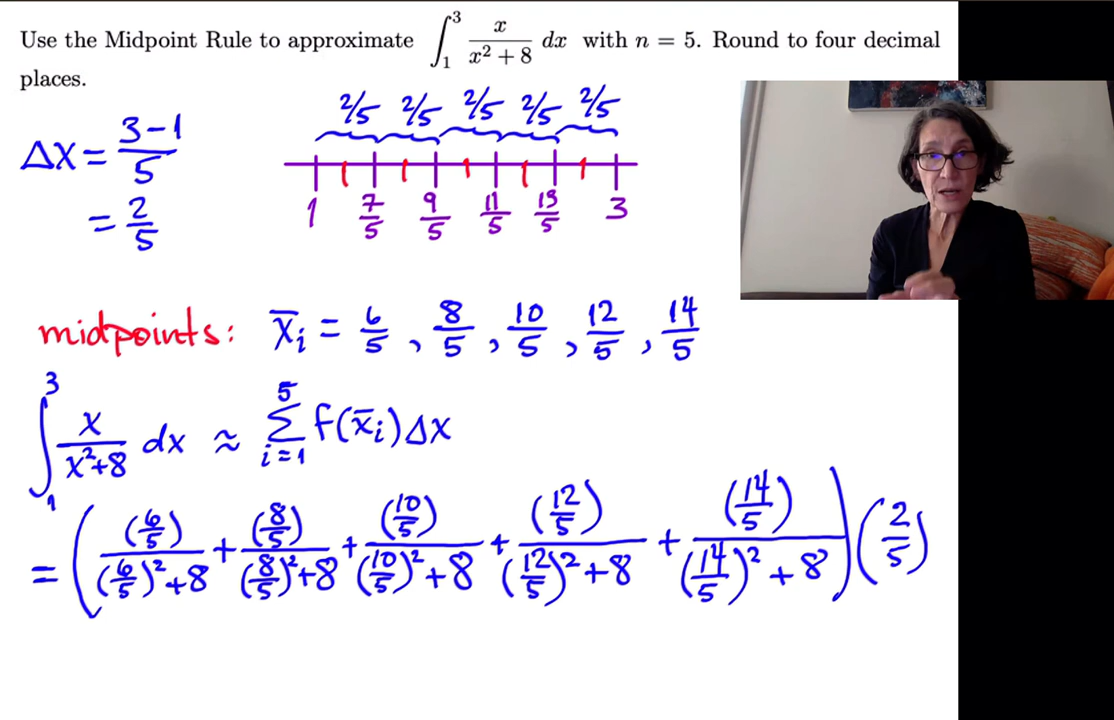 Use the Midpoint Rule to approximate ∫₁³ x/(x² + 8) dx with n = 5. Round to four decimal
places.
2/5 2/5 2/5 2/5 2/5
Δx = (3-1)/5
= 2/5
1 7/5 9/5 11/5 13/5 3
midpoints: x̄ᵢ = 6/5, 8/5, 10/5, 12/5, 14/5
∫₁³ x/(x²+8) dx ≈ Σᵢ₌₁⁵ f(x̄ᵢ)Δx
= ((6/5)/((6/5)²+8) + (8/5)/((8/5)²+8) + (10/5)/((10/5)²+8) + (12/5)/((12/5)²+8) + (14/5)/((14/5)²+8))(2/5)